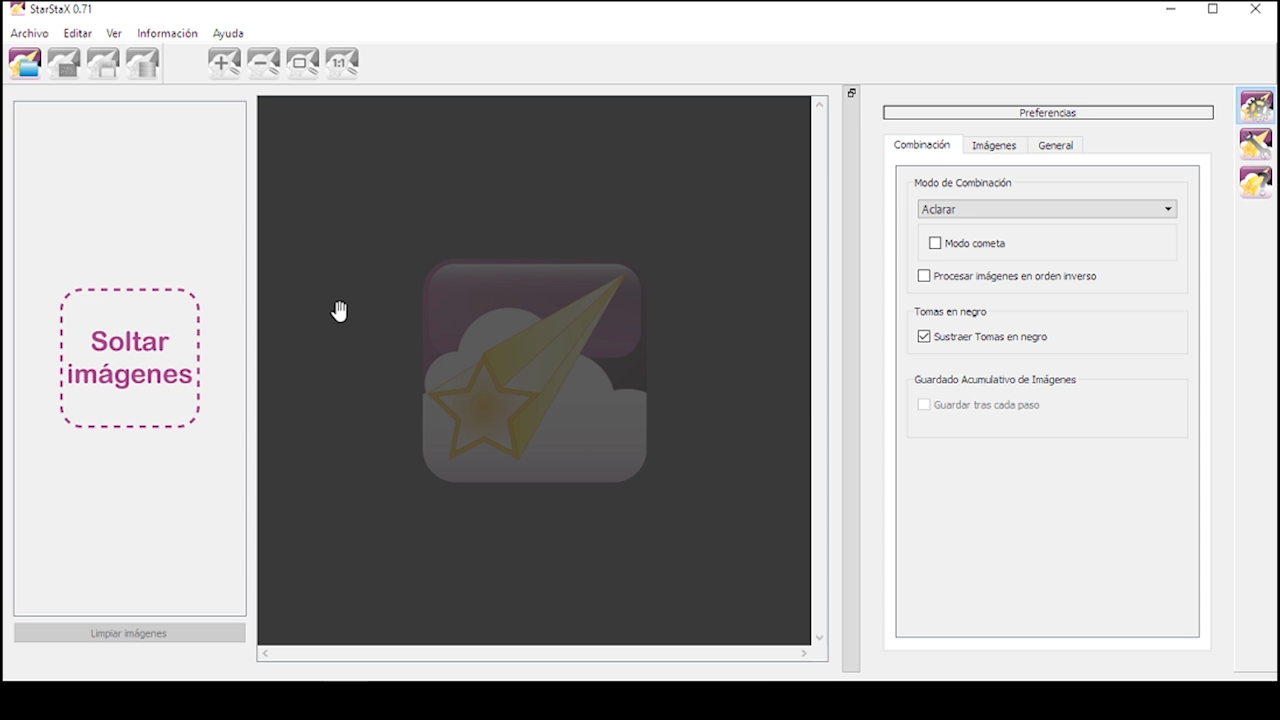 StarStaX 0.71
Archivo Editar Ver Información Ayuda
1:1
Soltar
imágenes
Limpiar imágenes
Preferencias
Combinación Imágenes General
Modo de Combinación
Aclarar
Modo cometa
Procesar imágenes en orden inverso
Tomas en negro
Sustraer Tomas en negro
Guardado Acumulativo de Imágenes
Guardar tras cada paso